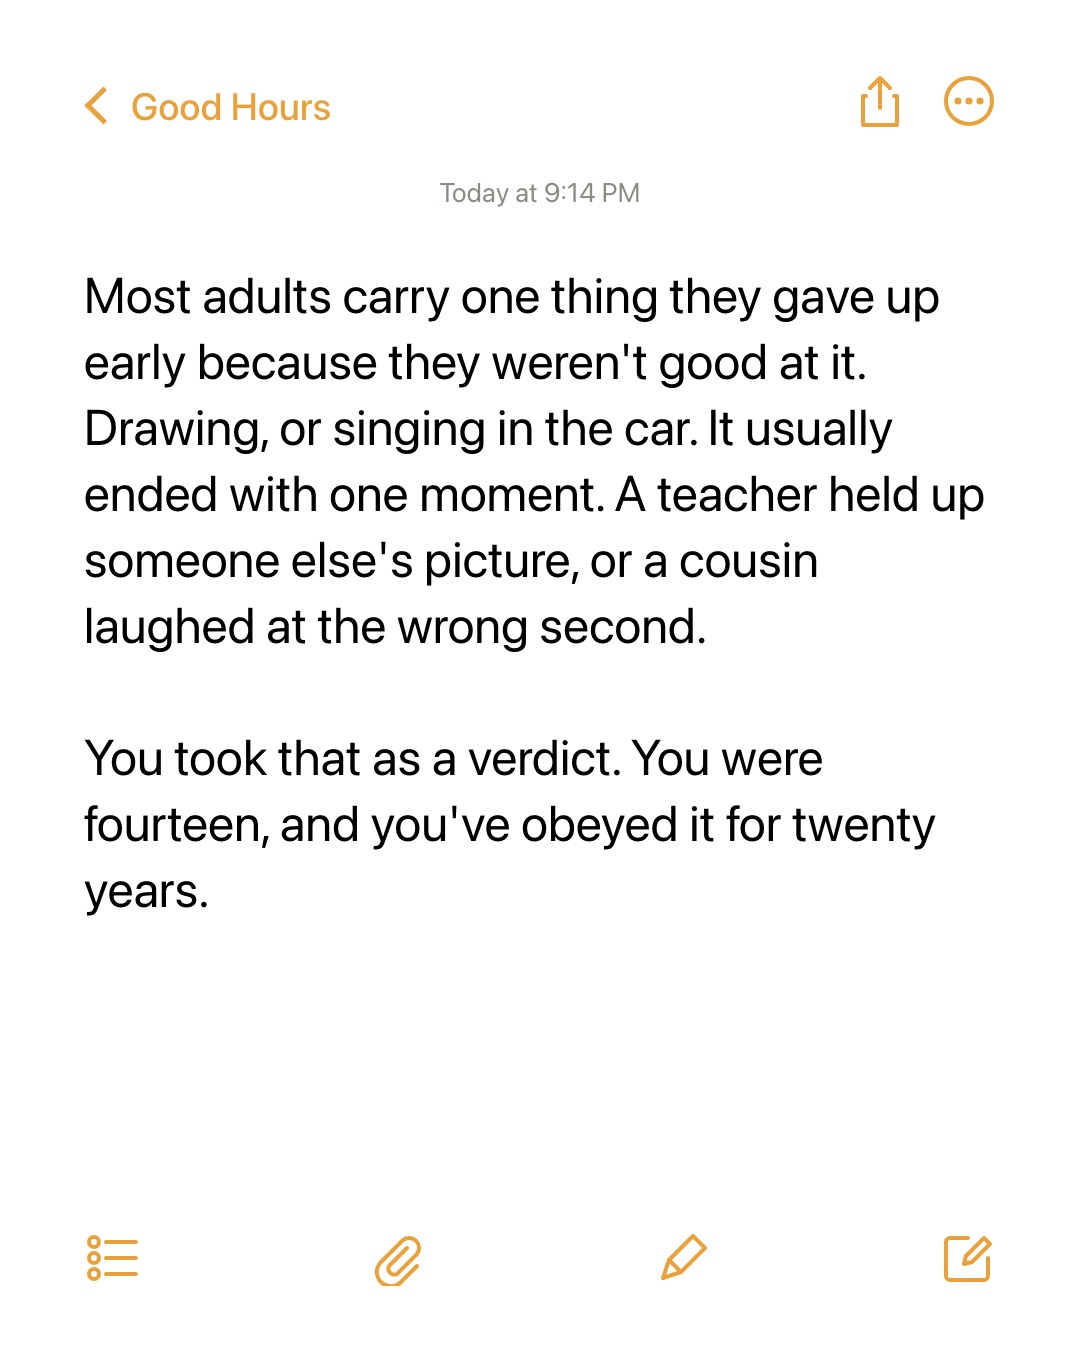 Good Hours
Today at 9:14 PM
Most adults carry one thing they gave up
early because they weren't good at it.
Drawing, or singing in the car. It usually
ended with one moment. A teacher held up
someone else's picture, or a cousin
laughed at the wrong second.
You took that as a verdict. You were
fourteen, and you've obeyed it for twenty
years.